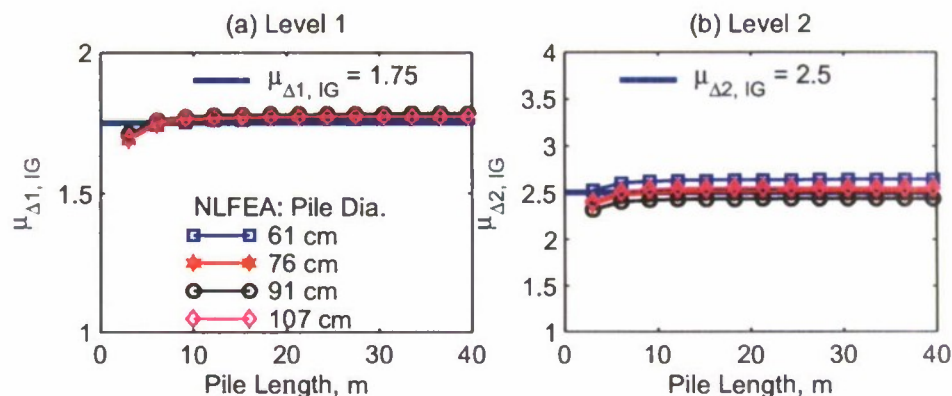 (a) Level 1
2
1.5
1
μΔ1, IG
μΔ1, IG = 1.75
NLFEA: Pile Dia.
61 cm
76 cm
91 cm
107 cm
0 10 20 30 40
Pile Length, m
(b) Level 2
4
3.5
3
2.5
2
1.5
1
μΔ2, IG
μΔ2, IG = 2.5
0 10 20 30 40
Pile Length, m